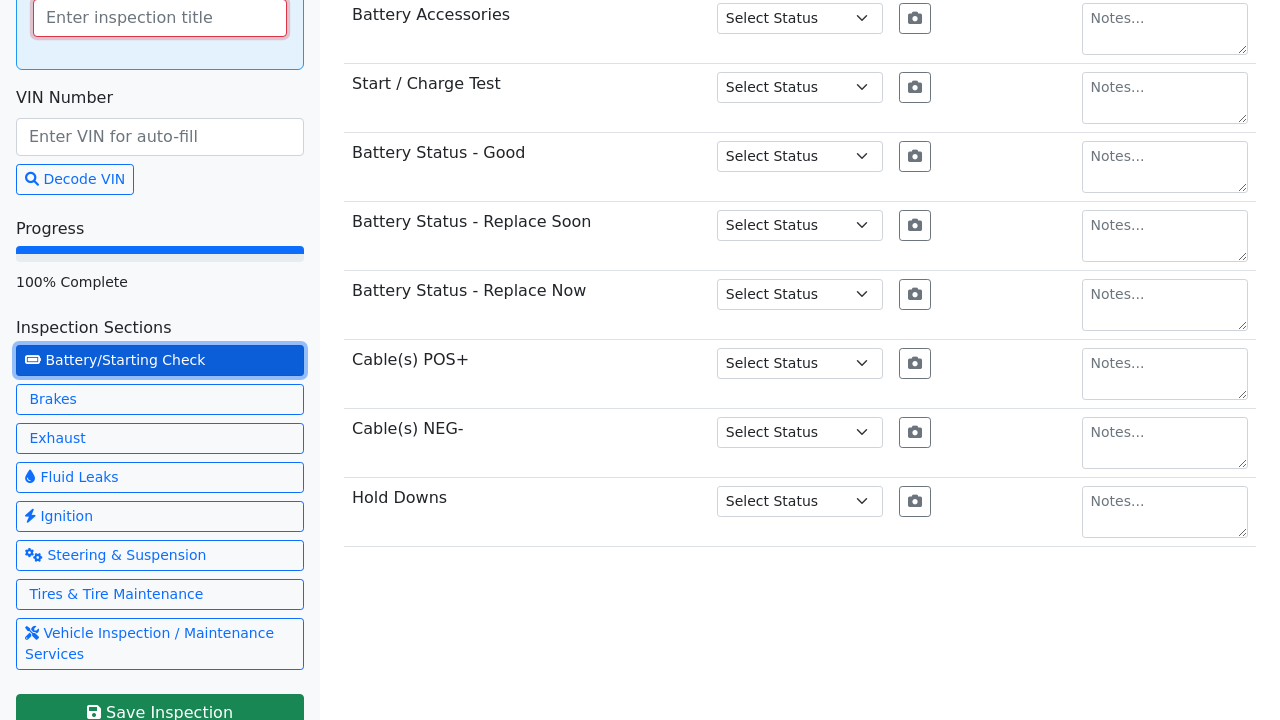 Enter inspection title
VIN Number
Enter VIN for auto-fill
Decode VIN
Progress
100% Complete
Inspection Sections
Battery/Starting Check
Brakes
Exhaust
Fluid Leaks
Ignition
Steering & Suspension
Tires & Tire Maintenance
Vehicle Inspection / Maintenance
Services
Save Inspection
Battery Accessories Select Status Notes...
Start / Charge Test Select Status Notes...
Battery Status - Good Select Status Notes...
Battery Status - Replace Soon Select Status Notes...
Battery Status - Replace Now Select Status Notes...
Cable(s) POS+ Select Status Notes...
Cable(s) NEG- Select Status Notes...
Hold Downs Select Status Notes...